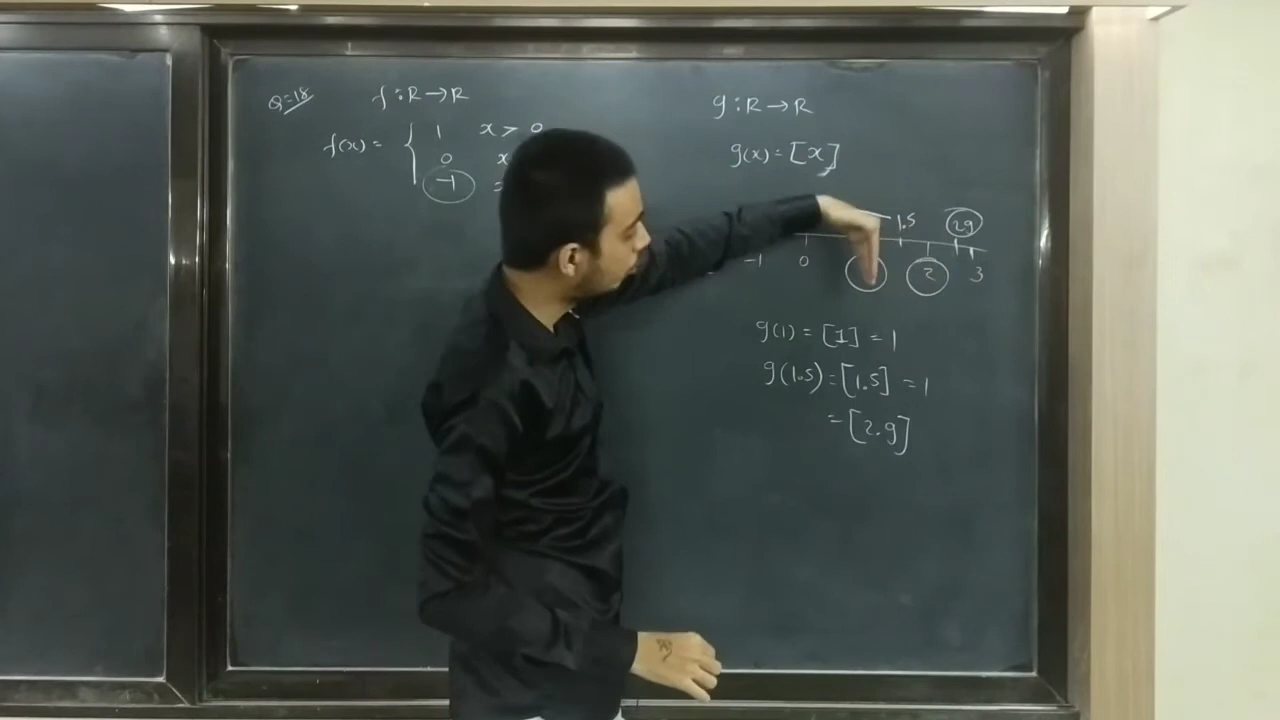 Q=18
f : R → R
f(x) = { 1 x > 0
0 x
-1
g : R → R
g(x) = [x]
1.5 2.9
-1 0 2 3
g(1) = [1] = 1
g(1.5) = [1.5] = 1
= [2.9]